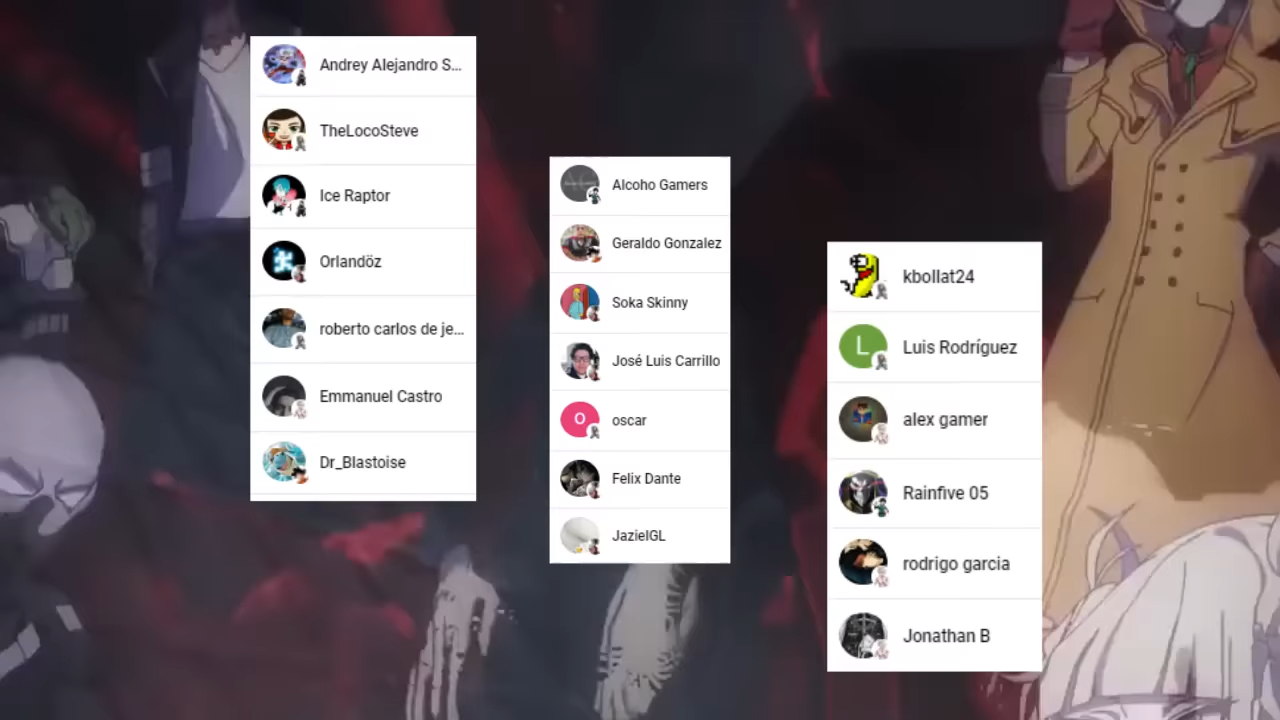 Andrey Alejandro S...
TheLocoSteve
Ice Raptor
Orlandöz
roberto carlos de je...
Emmanuel Castro
Dr_Blastoise
Alcoho Gamers
Geraldo Gonzalez
Soka Skinny
José Luis Carrillo
o
oscar
Felix Dante
JazielGL
kbollat24
L
Luis Rodríguez
alex gamer
Rainfive 05
rodrigo garcia
Jonathan B